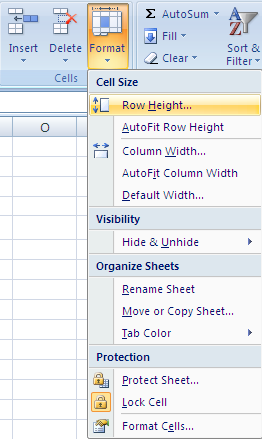 Insert
Delete
Format
Σ AutoSum
Fill
Clear
Sort &
Filter
Cells
O
Cell Size
Row Height...
AutoFit Row Height
Column Width...
AutoFit Column Width
Default Width...
Visibility
Hide & Unhide
Organize Sheets
Rename Sheet
Move or Copy Sheet...
Tab Color
Protection
Protect Sheet...
Lock Cell
Format Cells...